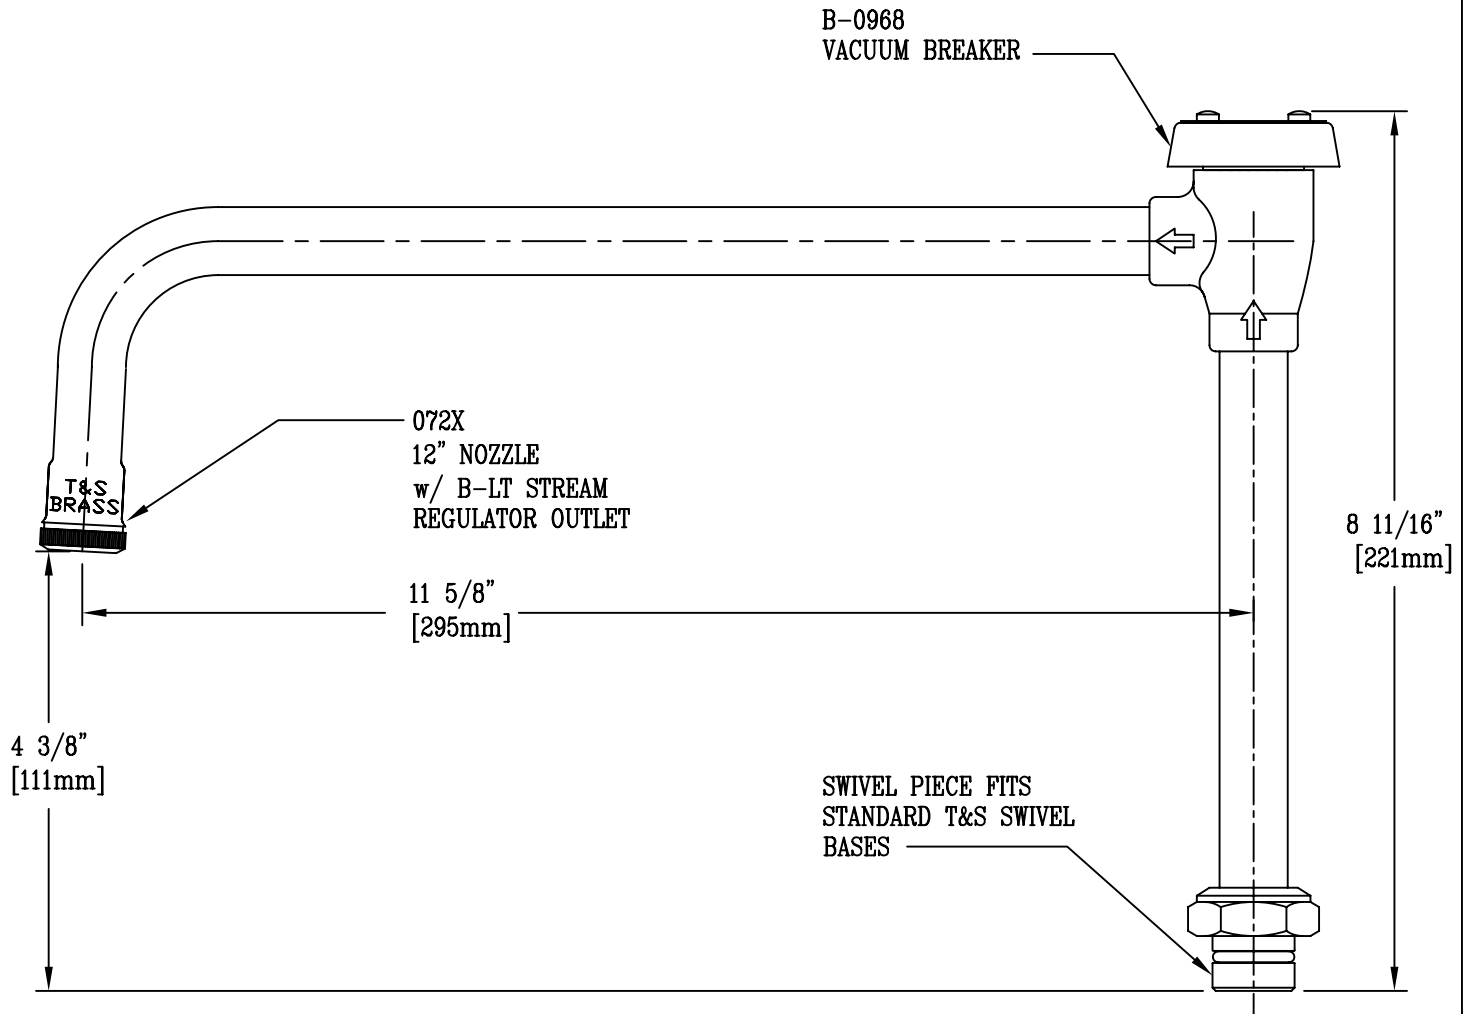 B-0968
VACUUM BREAKER
072X
12" NOZZLE
w/ B-LT STREAM
REGULATOR OUTLET
T&S
BRASS
8 11/16"
[221mm]
11 5/8"
[295mm]
4 3/8"
[111mm]
SWIVEL PIECE FITS
STANDARD T&S SWIVEL
BASES